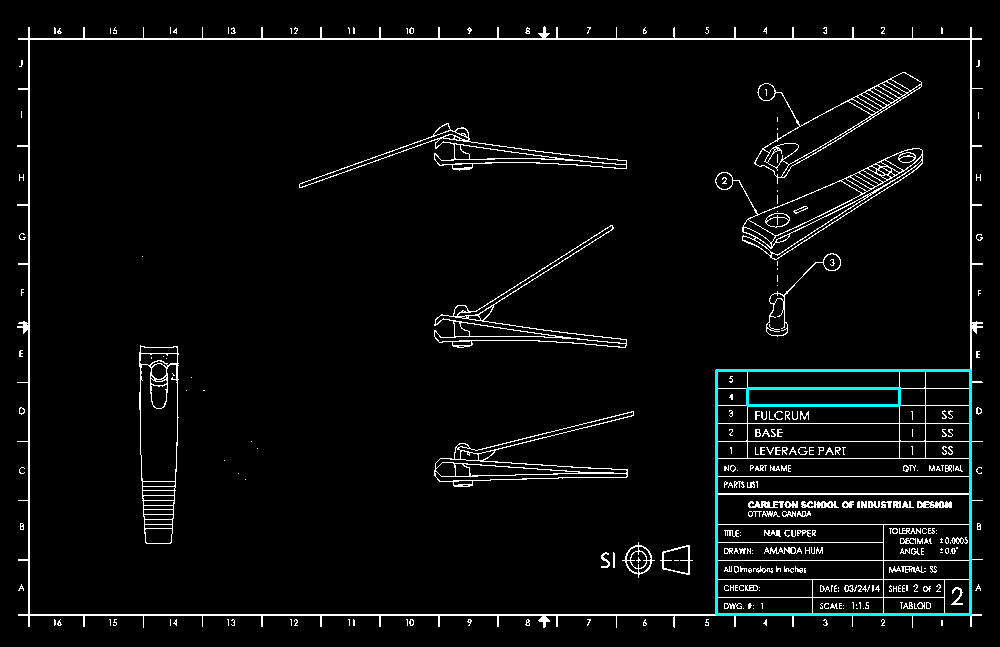 16 15 14 13 12 11 10 9 8 7 6 5 4 3 2 1
J J
I I
1
H H
2
G G
3
F F
E E
5
4
D D
3 FULCRUM 1 SS
2 BASE 1 SS
1 LEVERAGE PART 1 SS
C C
NO. PART NAME QTY. MATERIAL
PARTS LIST
CARLETON SCHOOL OF INDUSTRIAL DESIGN
OTTAWA, CANADA
B B
TITLE: NAIL CLIPPER
TOLERANCES:
DECIMAL ±0.0005
ANGLE ±0.0°
DRAWN: AMANDA HUM
SI
All Dimensions in Inches MATERIAL: SS
A A
CHECKED: DATE: 03/24/14 SHEET 2 OF 2
DWG. #: 1 SCALE: 1:1.5 TABLOID 2
16 15 14 13 12 11 10 9 8 7 6 5 4 3 2 1